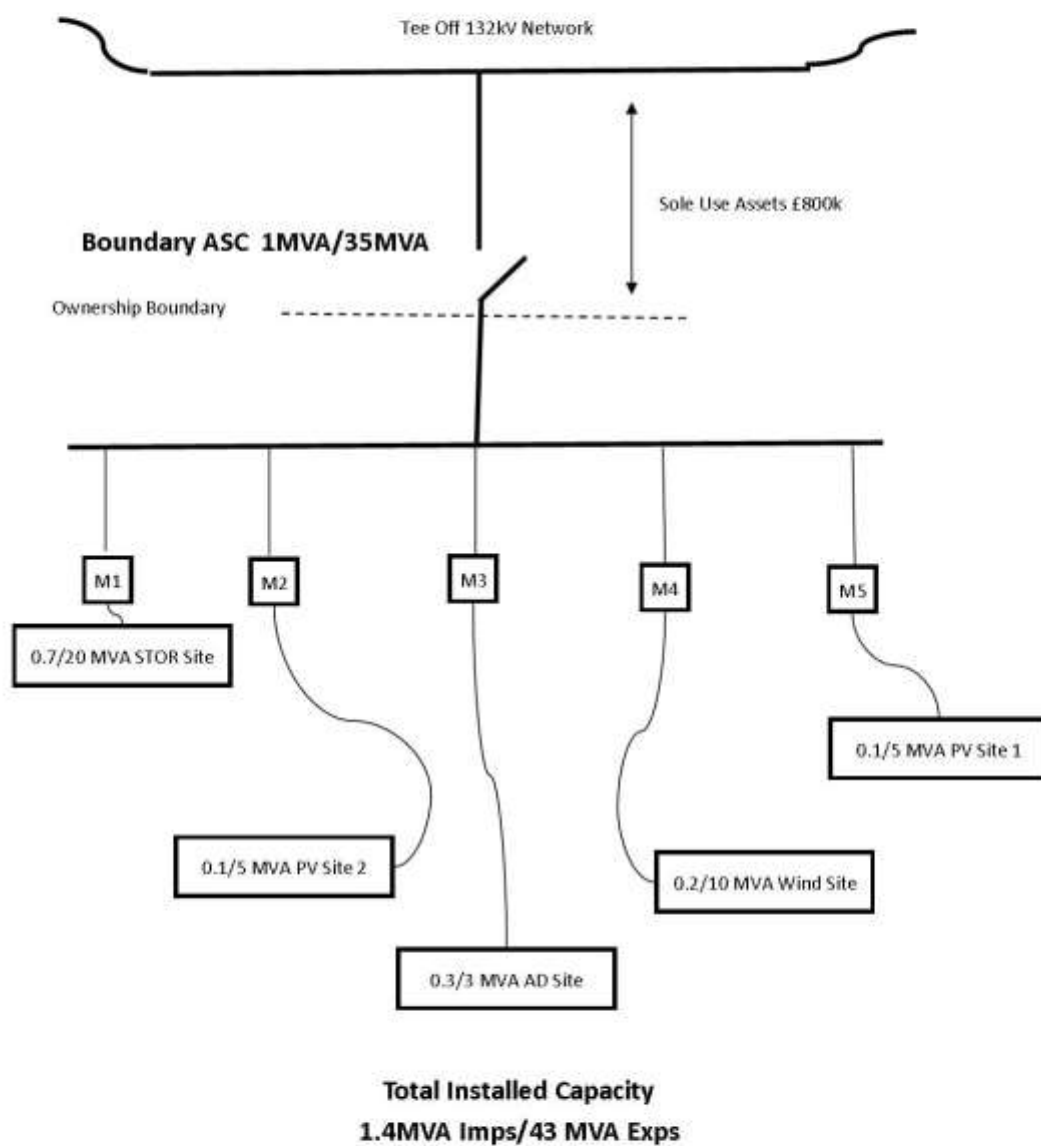 Tee Off 132kV Network
Sole Use Assets £800k
Boundary ASC 1MVA/35MVA
Ownership Boundary
M1
M2
M3
M4
M5
0.7/20 MVA STOR Site
0.1/5 MVA PV Site 1
0.1/5 MVA PV Site 2
0.2/10 MVA Wind Site
0.3/3 MVA AD Site
Total Installed Capacity
1.4MVA Imps/43 MVA Exps